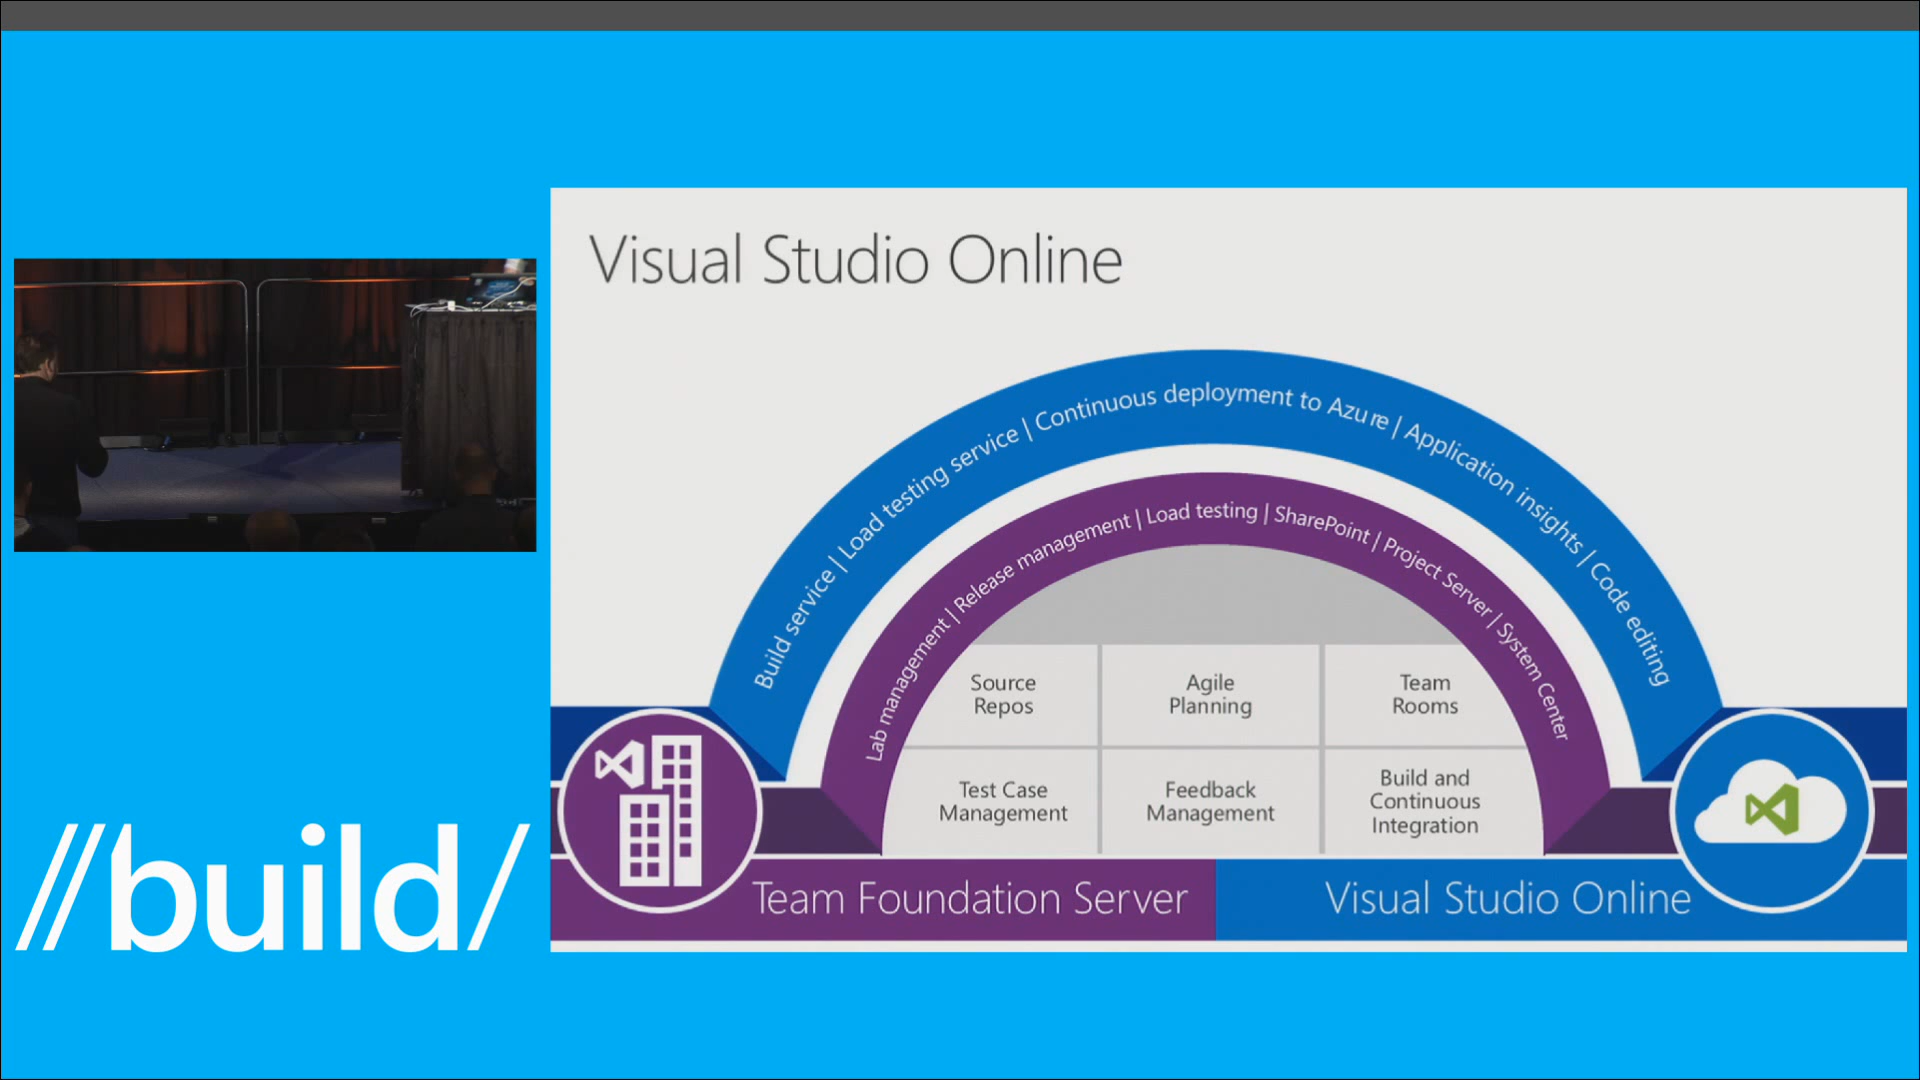 Visual Studio Online
Build service | Load testing service | Continuous deployment to Azure | Application insights | Code editing
Lab management | Release management | Load testing | SharePoint | Project Server | System Center
Source
Repos
Agile
Planning
Team
Rooms
Test Case
Management
Feedback
Management
Build and
Continuous
Integration
Team Foundation Server
Visual Studio Online
//build/